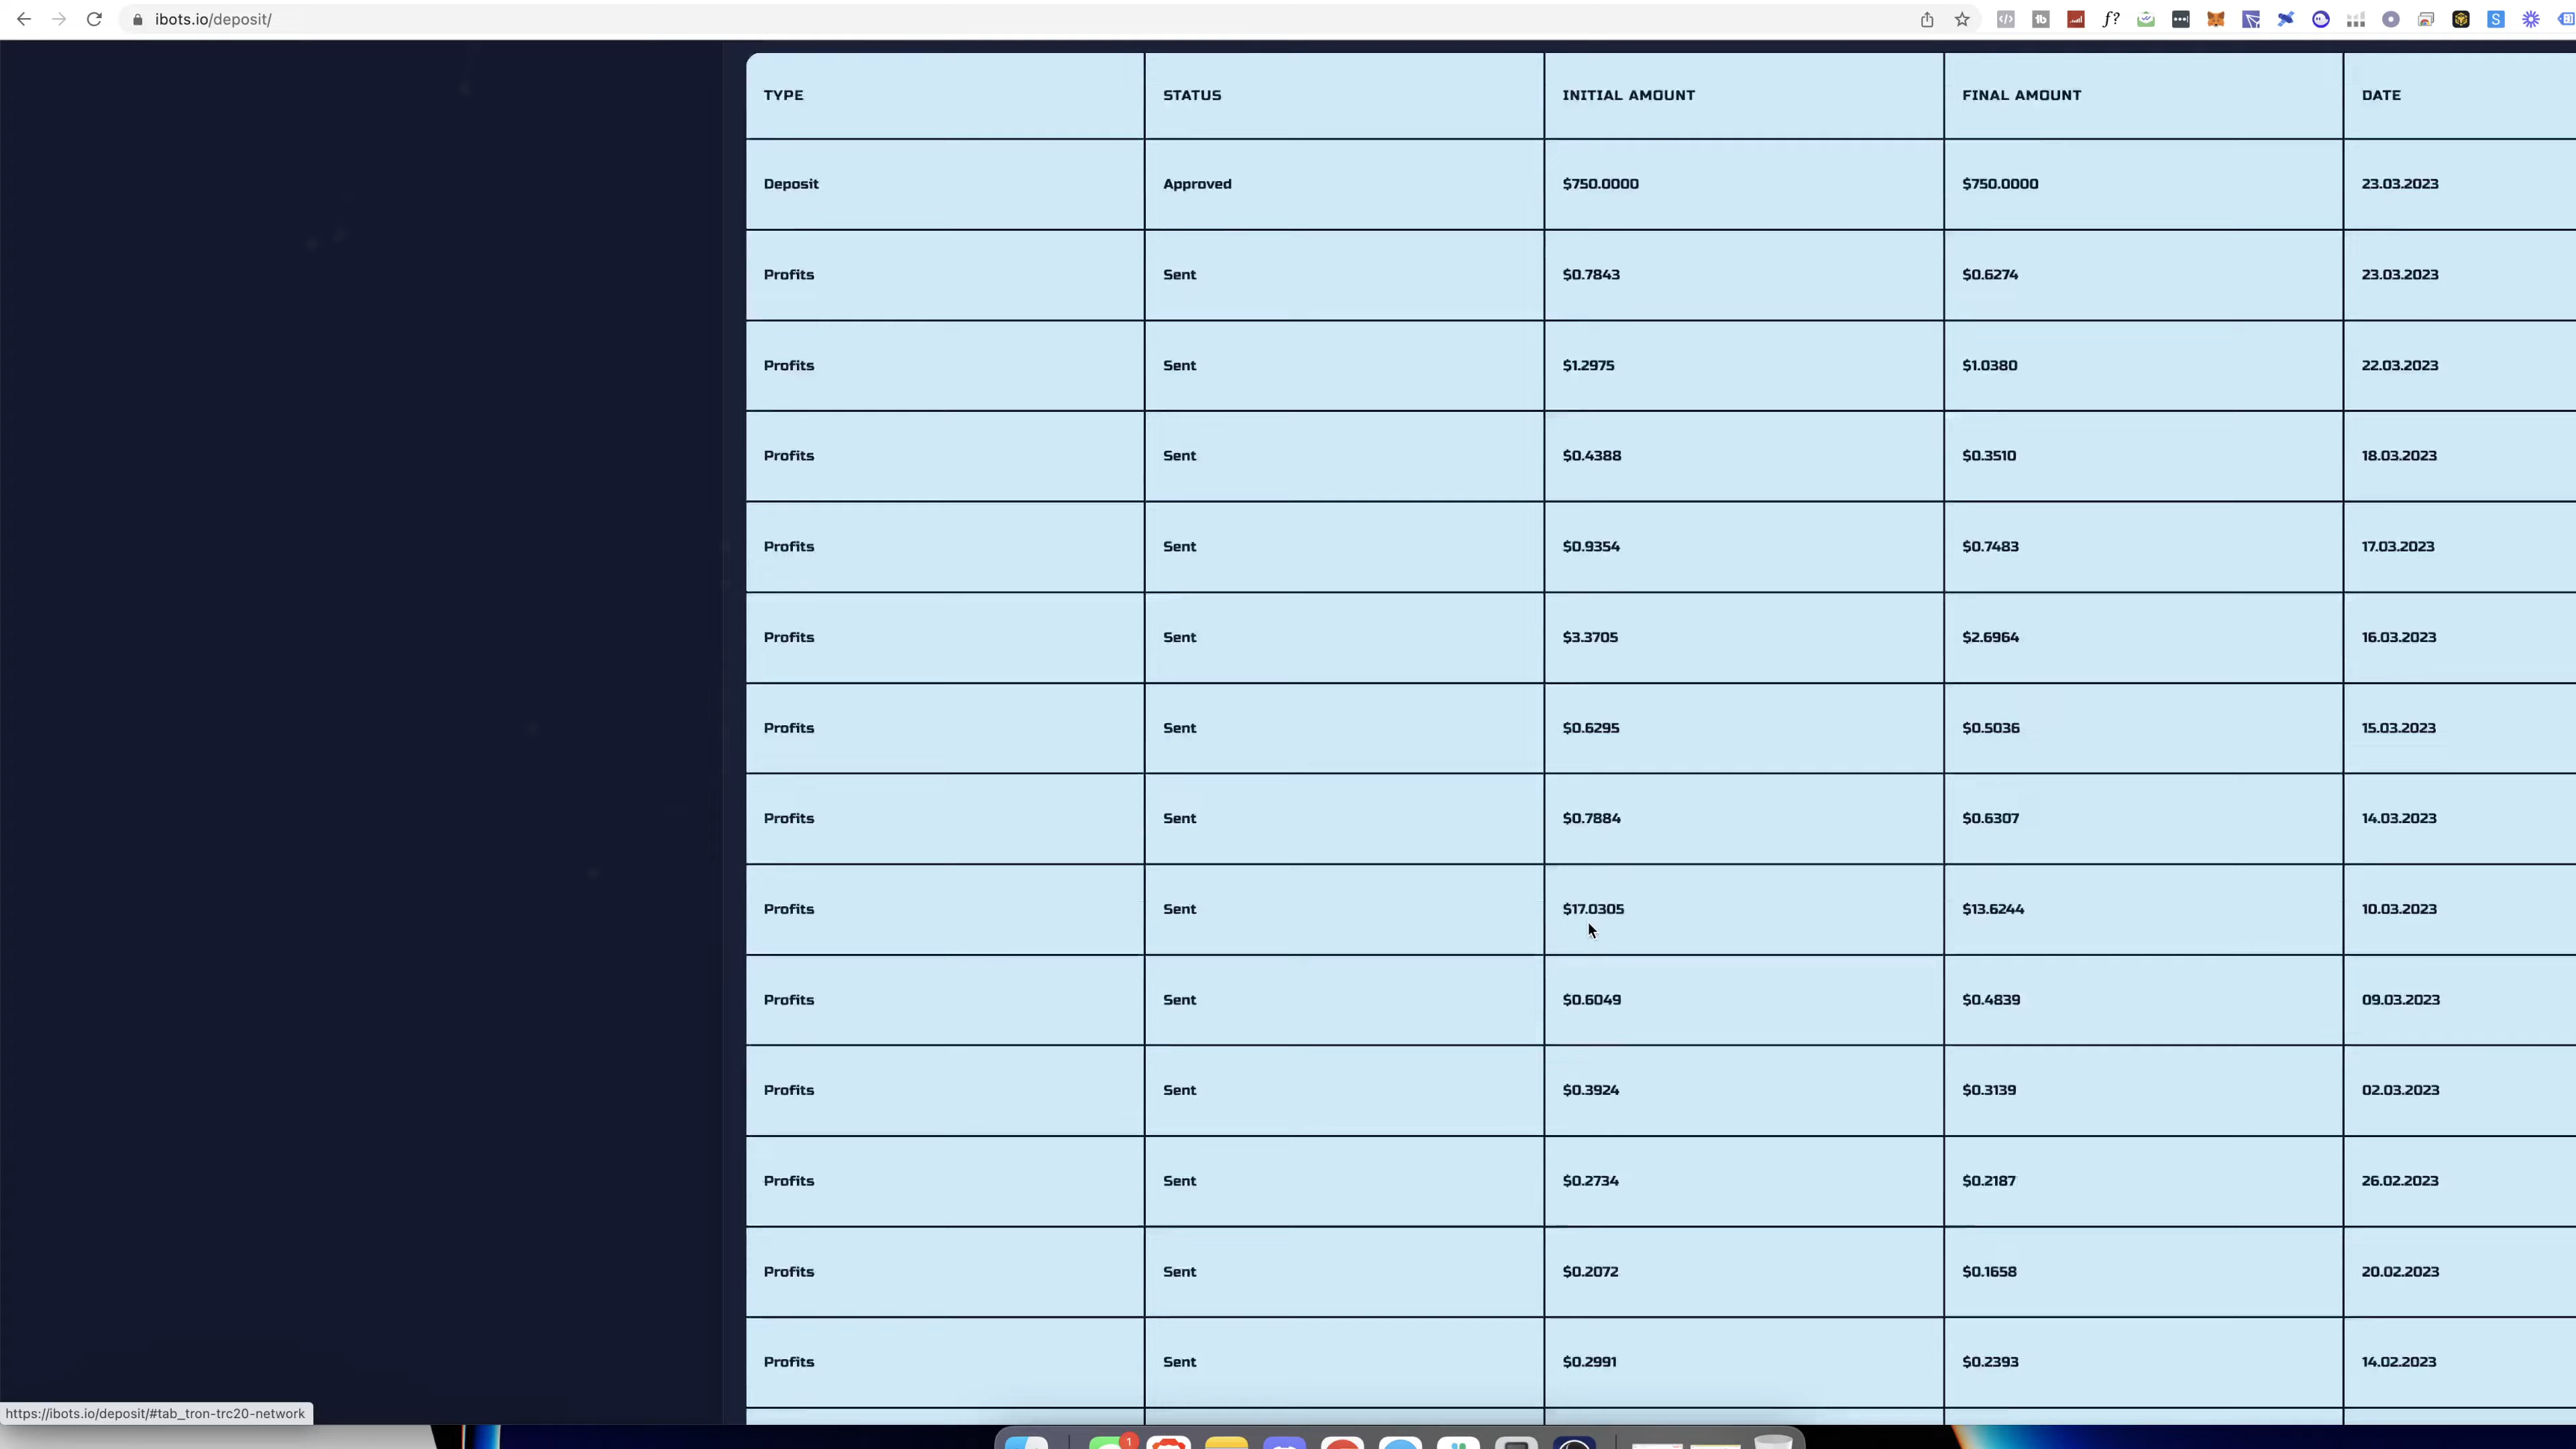 ibots.io/deposit/
TYPE STATUS INITIAL AMOUNT FINAL AMOUNT DATE
Deposit Approved $750.0000 $750.0000 23.03.2023
Profits Sent $0.7843 $0.6274 23.03.2023
Profits Sent $1.2975 $1.0380 22.03.2023
Profits Sent $0.4388 $0.3510 18.03.2023
Profits Sent $0.9354 $0.7483 17.03.2023
Profits Sent $3.3705 $2.6964 16.03.2023
Profits Sent $0.6295 $0.5036 15.03.2023
Profits Sent $0.7884 $0.6307 14.03.2023
Profits Sent $17.0305 $13.6244 10.03.2023
Profits Sent $0.6049 $0.4839 09.03.2023
Profits Sent $0.3924 $0.3139 02.03.2023
Profits Sent $0.2734 $0.2187 26.02.2023
Profits Sent $0.2072 $0.1658 20.02.2023
Profits Sent $0.2991 $0.2393 14.02.2023
https://ibots.io/deposit/#tab_tron-trc20-network
1